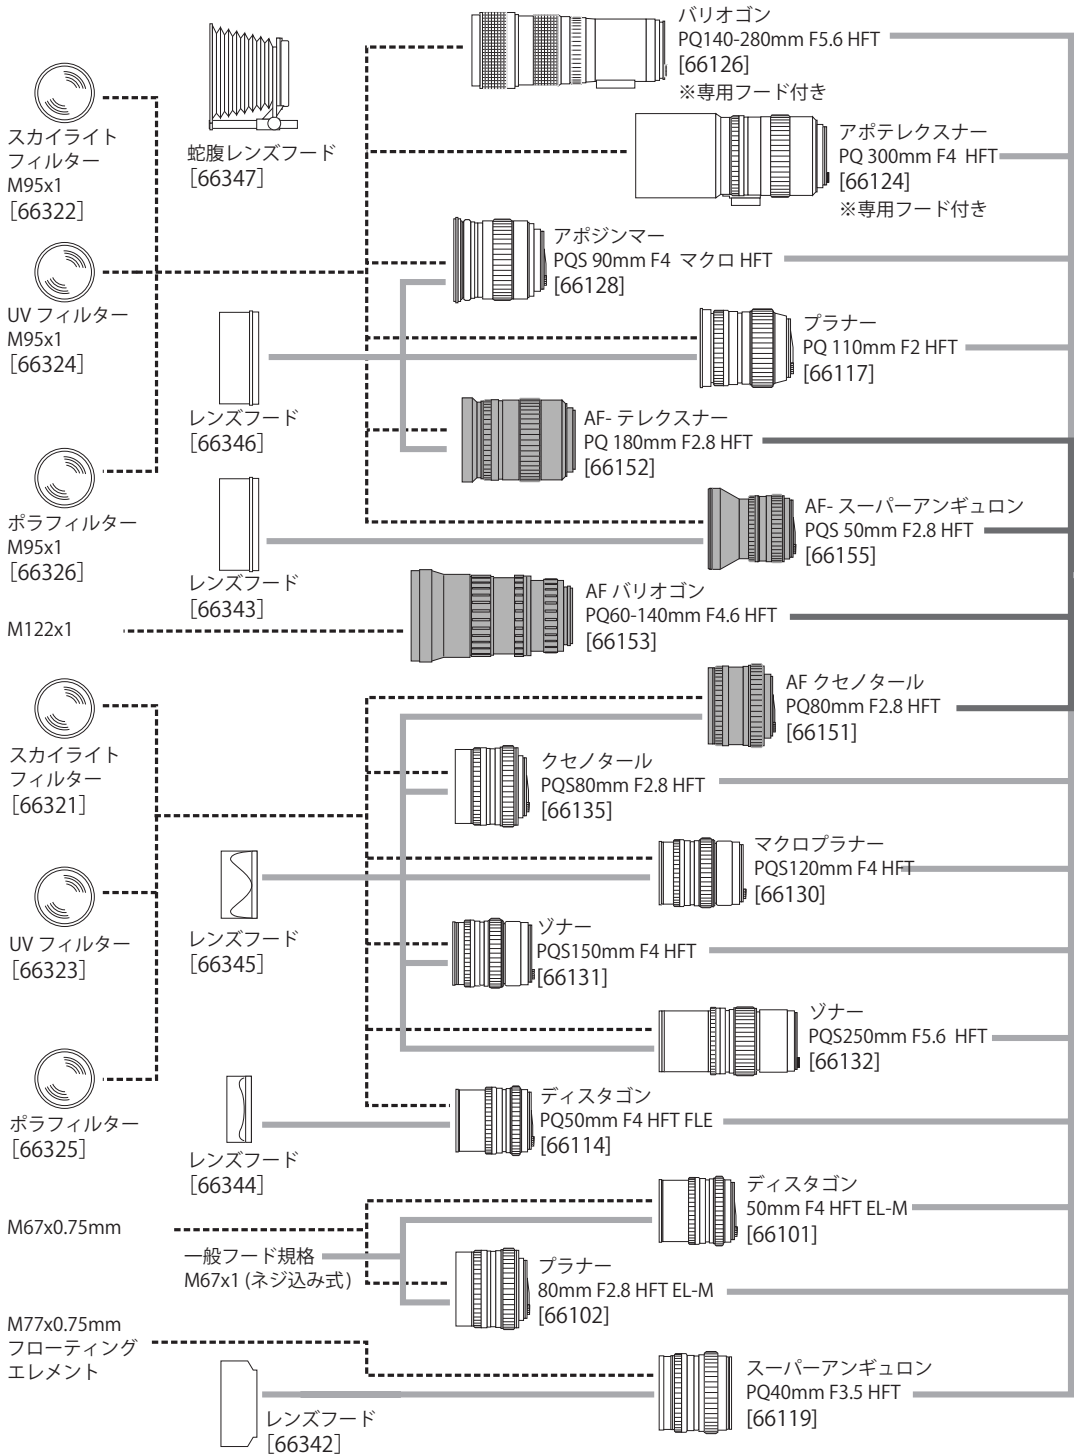 バリオゴン
PQ140-280mm F5.6 HFT
[66126]
※専用フード付き
スカイライト
フィルター
M95x1
［66322］
蛇腹レンズフード
［66347］
アポテレクスナー
PQ 300mm F4 HFT
[66124]
※専用フード付き
アポジンマー
PQS 90mm F4 マクロ HFT
[66128]
UV フィルター
M95x1
［66324］
プラナー
PQ 110mm F2 HFT
[66117]
レンズフード
［66346］
AF- テレクスナー
PQ 180mm F2.8 HFT
[66152]
ポラフィルター
M95x1
［66326］
AF- スーパーアンギュロン
PQS 50mm F2.8 HFT
[66155]
レンズフード
［66343］
AF バリオゴン
PQ60-140mm F4.6 HFT
[66153]
M122x1
AF クセノタール
PQ80mm F2.8 HFT
[66151]
スカイライト
フィルター
［66321］
クセノタール
PQS80mm F2.8 HFT
[66135]
マクロプラナー
PQS120mm F4 HFT
[66130]
UV フィルター
［66323］
レンズフード
［66345］
ゾナー
PQS150mm F4 HFT
[66131]
ゾナー
PQS250mm F5.6 HFT
[66132]
ポラフィルター
［66325］
レンズフード
［66344］
ディスタゴン
PQ50mm F4 HFT FLE
[66114]
ディスタゴン
50mm F4 HFT EL-M
[66101]
M67x0.75mm
一般フード規格
M67x1 (ネジ込み式)
プラナー
80mm F2.8 HFT EL-M
[66102]
M77x0.75mm
フローティング
エレメント
スーパーアンギュロン
PQ40mm F3.5 HFT
[66119]
レンズフード
［66342］